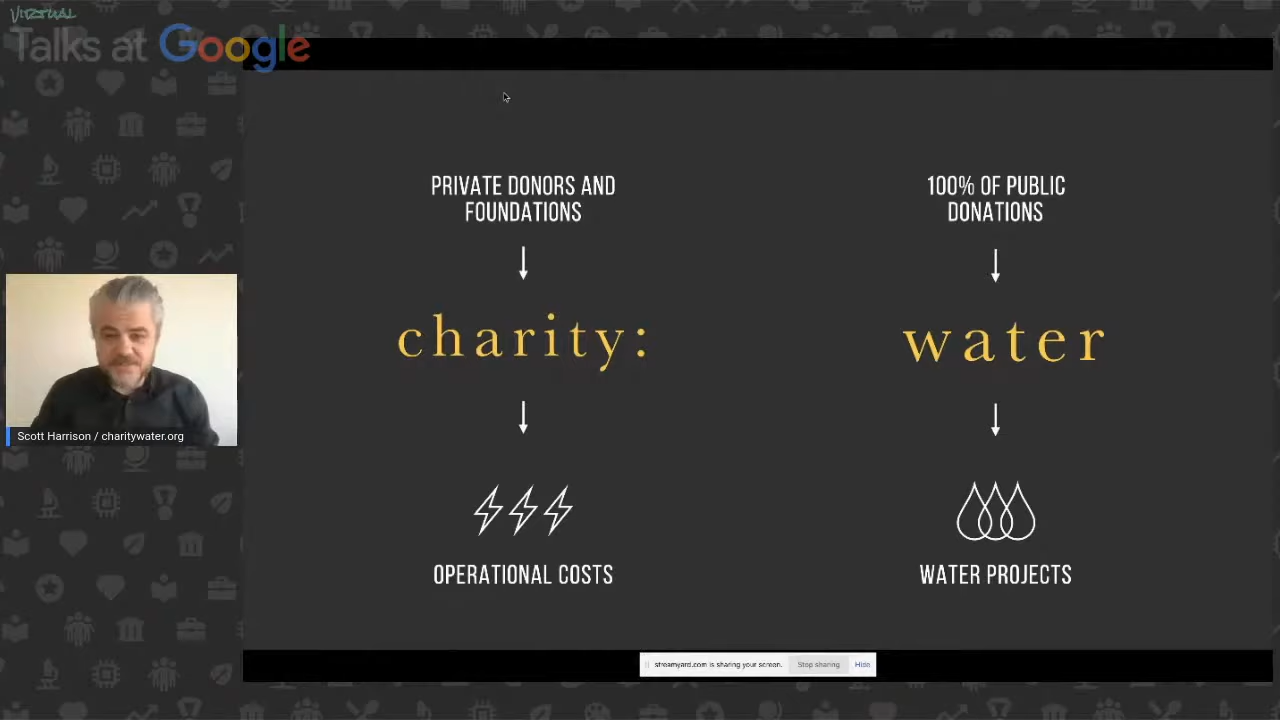 VIRTUAL
Talks at Google
PRIVATE DONORS AND
FOUNDATIONS
charity:
OPERATIONAL COSTS
100% OF PUBLIC
DONATIONS
water
WATER PROJECTS
Scott Harrison / charitywater.org
streamyard.com is sharing your screen.
Stop sharing
Hide